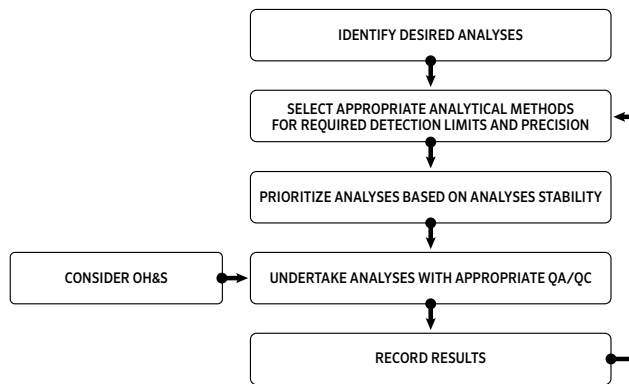 IDENTIFY DESIRED ANALYSES
SELECT APPROPRIATE ANALYTICAL METHODS
FOR REQUIRED DETECTION LIMITS AND PRECISION
PRIORITIZE ANALYSES BASED ON ANALYSES STABILITY
CONSIDER OH&S
UNDERTAKE ANALYSES WITH APPROPRIATE QA/QC
RECORD RESULTS